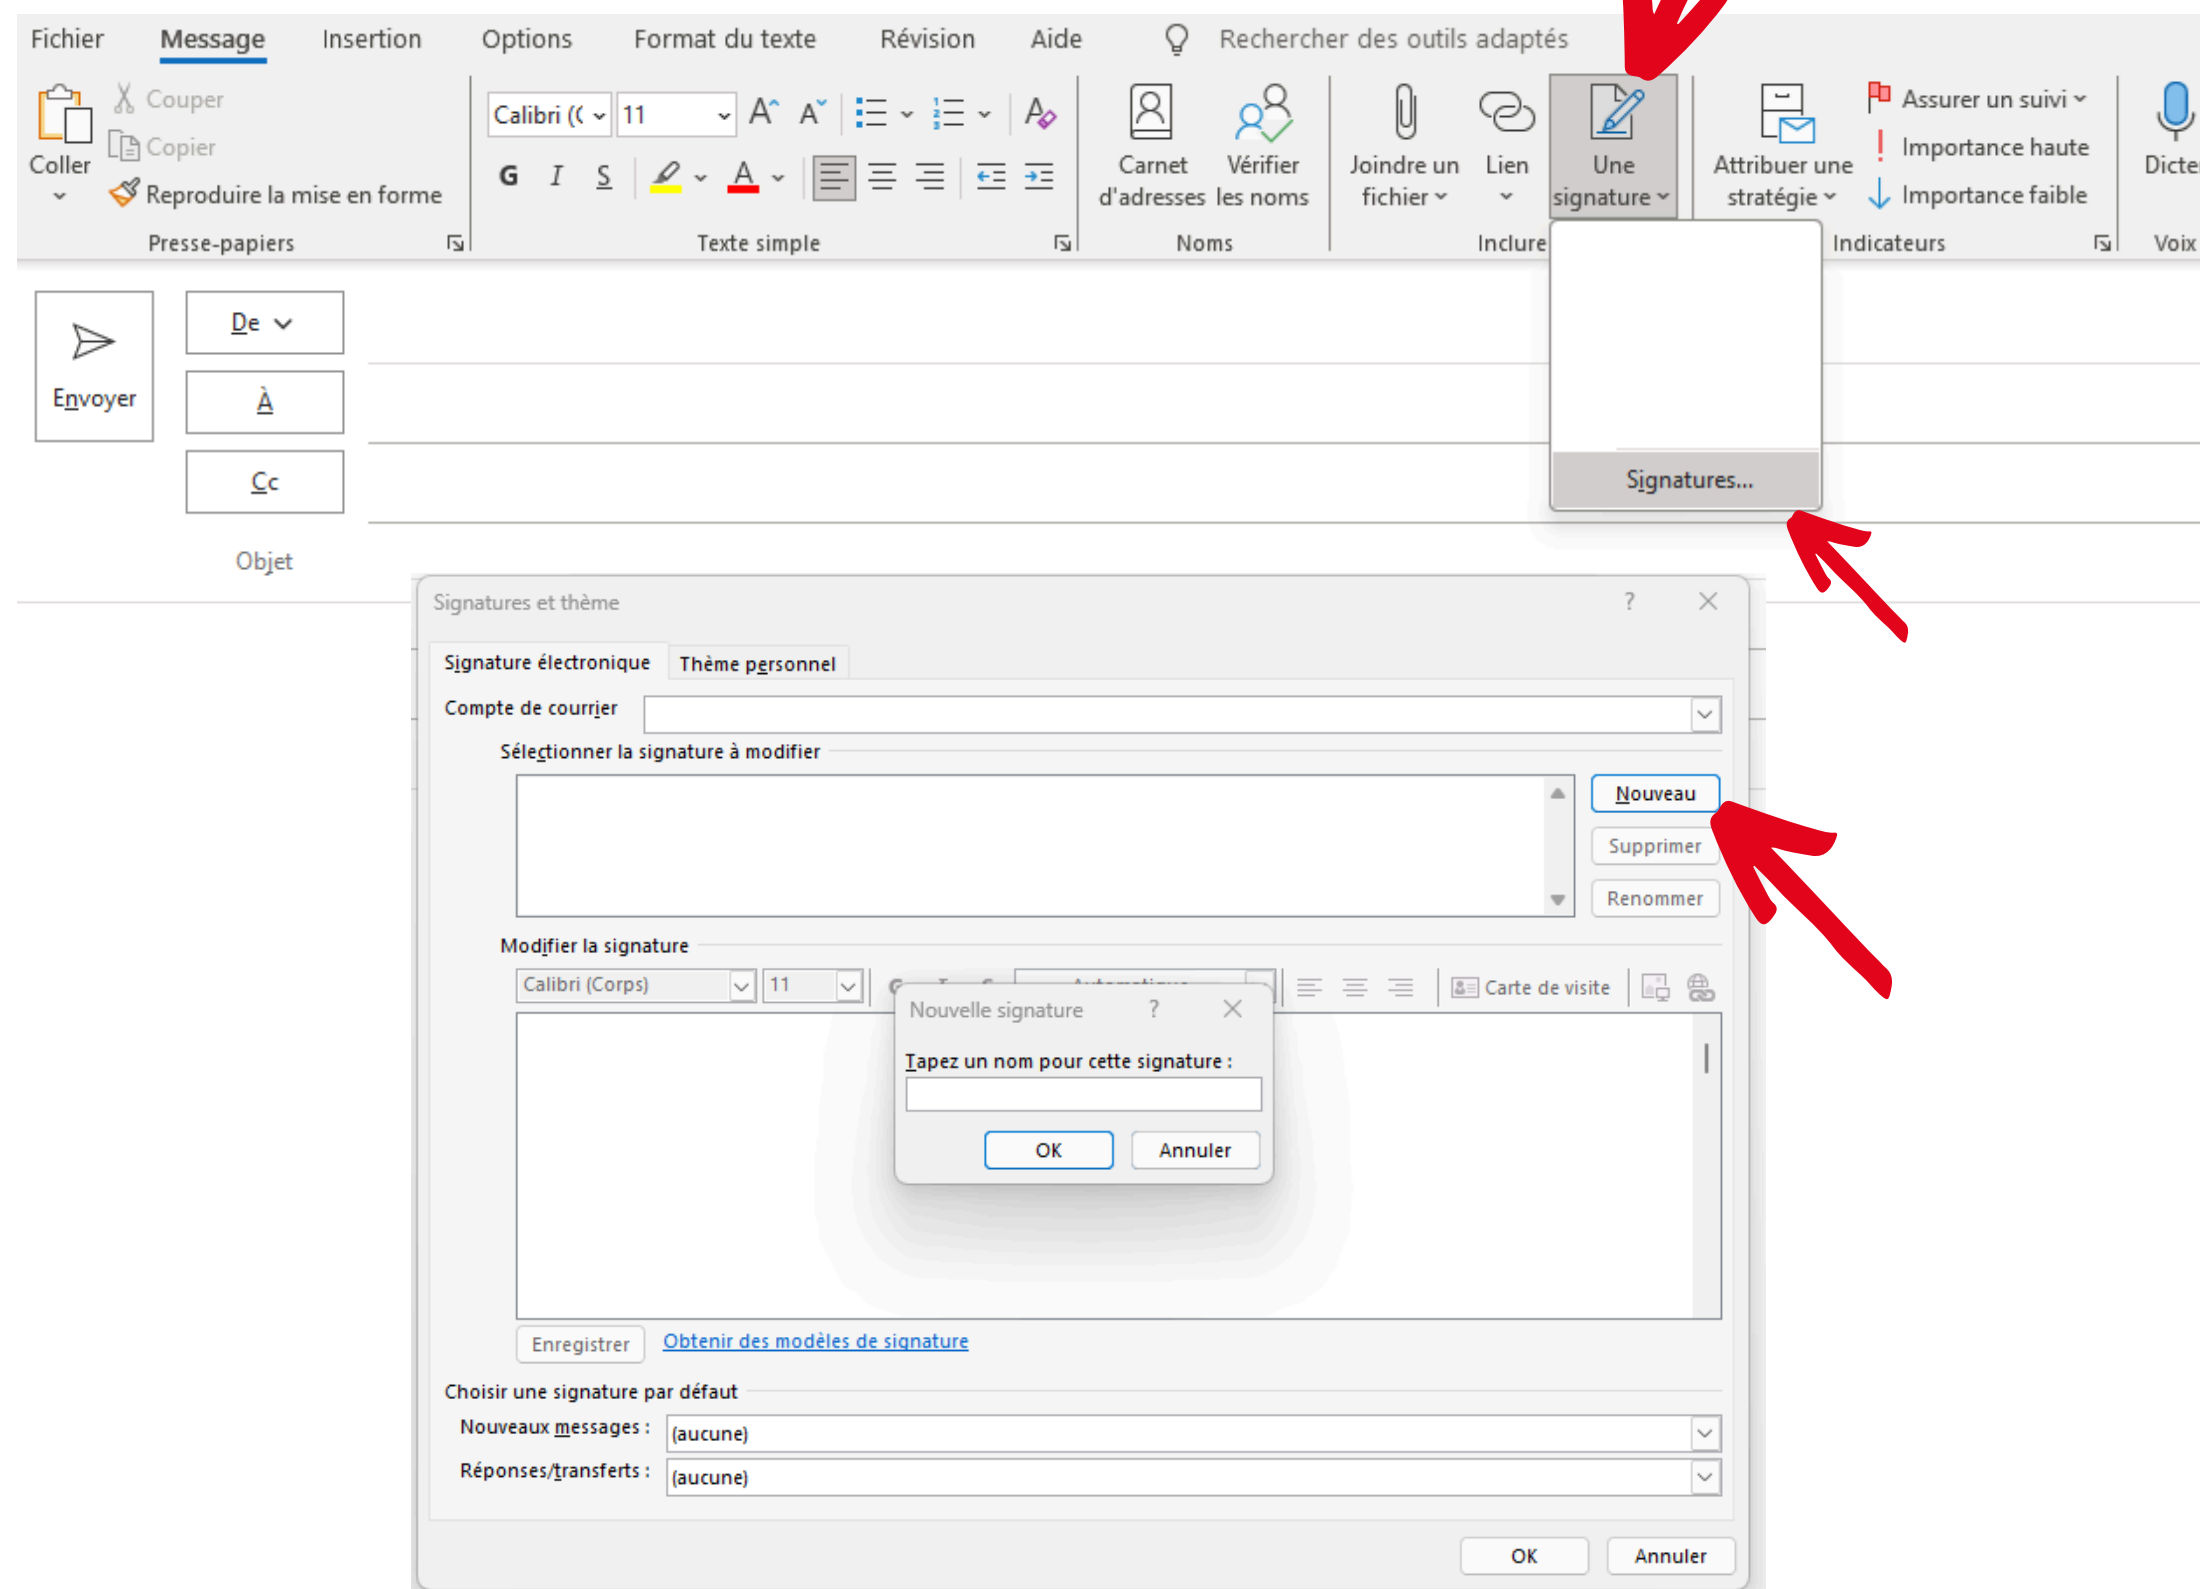 Fichier Message Insertion Options Format du texte Révision Aide Rechercher des outils adaptés
Coller
Couper
Copier
Reproduire la mise en forme
Presse-papiers
Calibri (C 11
G I S A
Texte simple
Carnet d'adresses
Vérifier les noms
Noms
Joindre un fichier
Lien
Une signature
Inclure
Attribuer une stratégie
Assurer un suivi
Importance haute
Importance faible
Indicateurs
Dicter
Voix
Signatures...
Envoyer
De
À
Cc
Objet
Signatures et thème ?
Signature électronique Thème personnel
Compte de courrier
Sélectionner la signature à modifier
Nouveau
Supprimer
Renommer
Modifier la signature
Calibri (Corps) 11 Carte de visite
Nouvelle signature ?
Tapez un nom pour cette signature :
OK Annuler
Enregistrer Obtenir des modèles de signature
Choisir une signature par défaut
Nouveaux messages : (aucune)
Réponses/transferts : (aucune)
OK Annuler